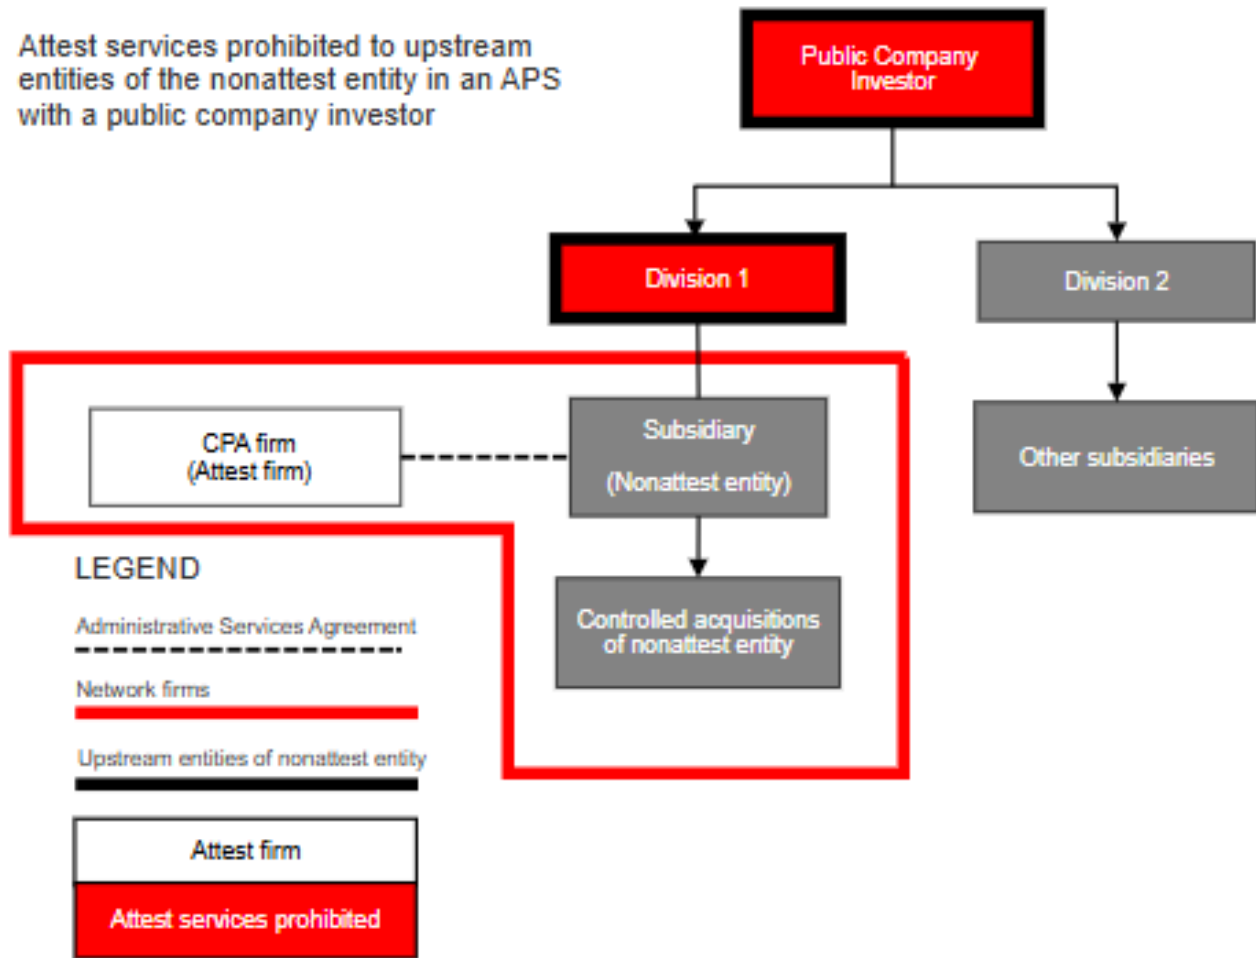 Attest services prohibited to upstream
entities of the nonattest entity in an APS
with a public company investor
Public Company
Investor
Division 1
Division 2
CPA firm
(Attest firm)
Subsidiary
(Nonattest entity)
Other subsidiaries
Controlled acquisitions
of nonattest entity
LEGEND
Administrative Services Agreement
Network firms
Upstream entities of nonattest entity
Attest firm
Attest services prohibited